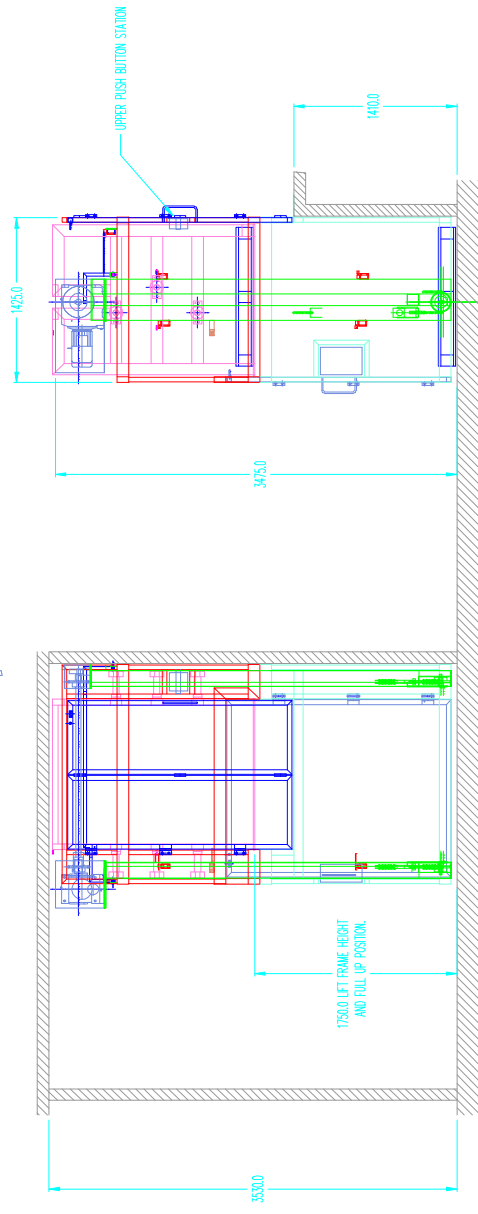 UPPER PUSH BUTTON STATION
1410.0
1425.0
3475.0
1750.0 LIFT FRAME HEIGHT
AND FULL UP POSITION.
3530.0